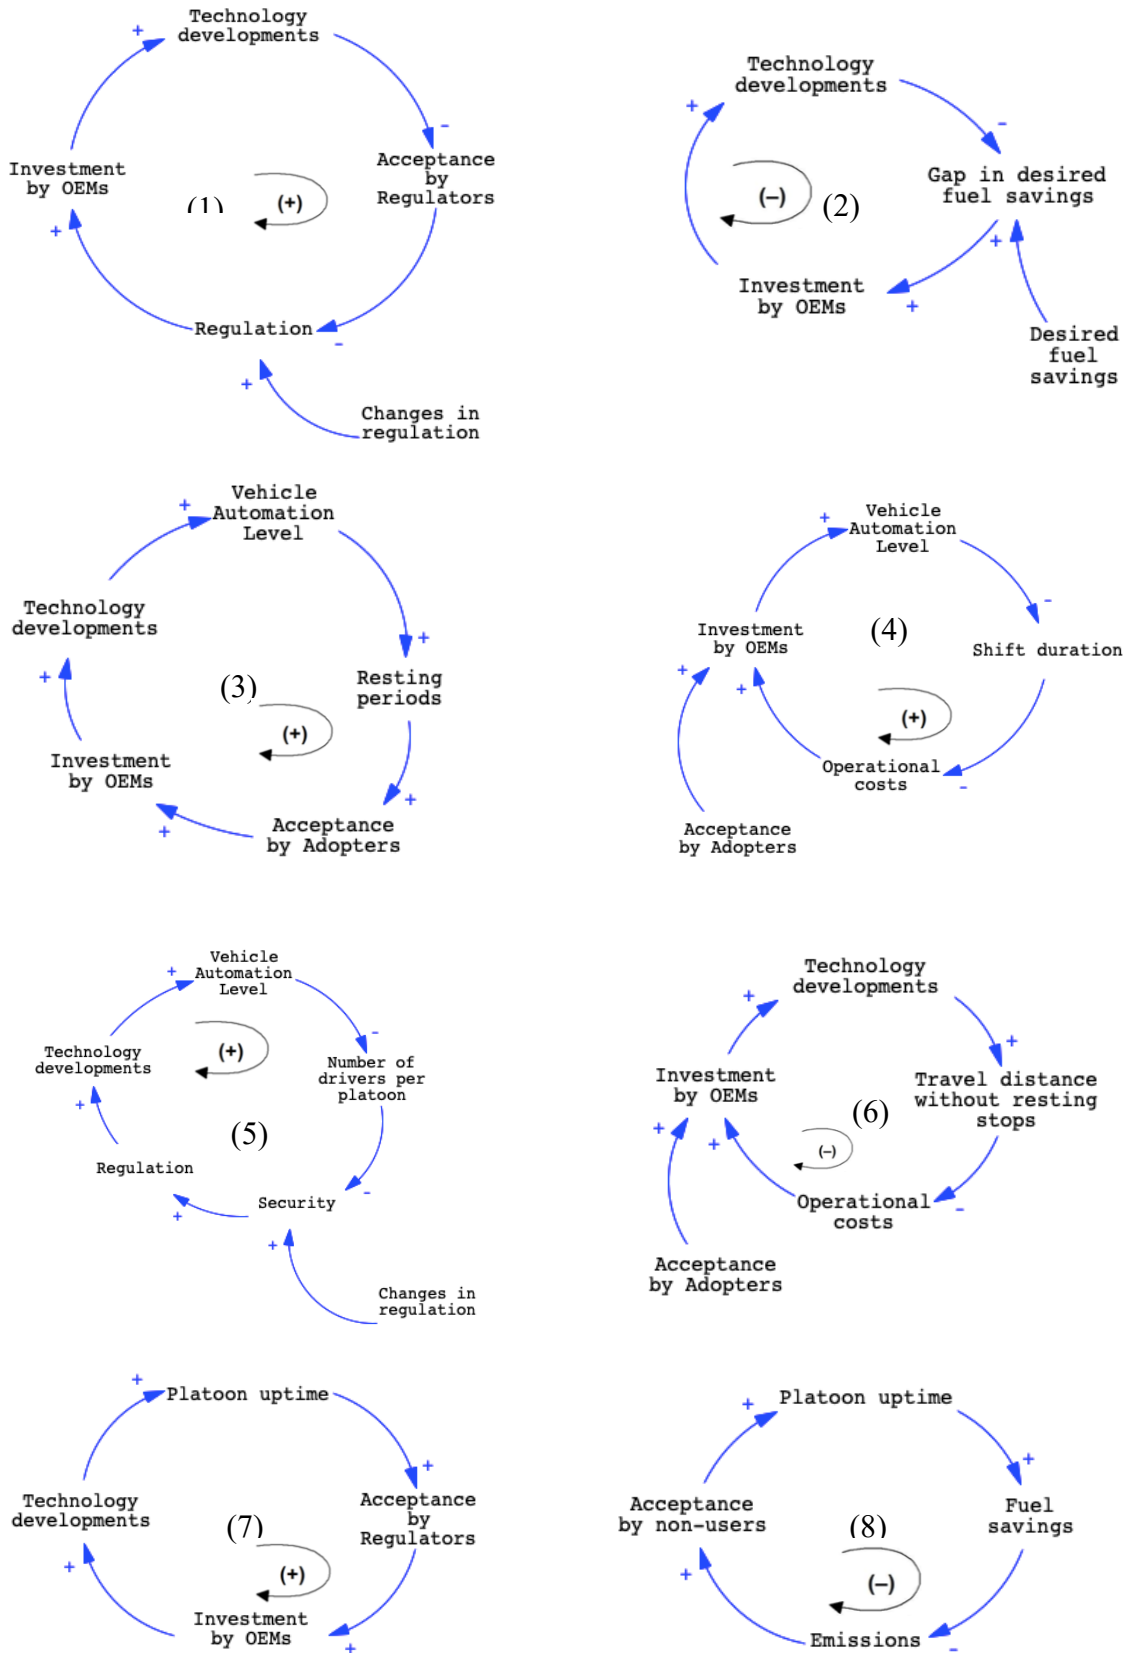 Technology
developments
+
-
Investment
by OEMs
Acceptance
by
Regulators
(1)
(+)
+
Regulation
-
+
Changes in
regulation
Technology
developments
+
-
Gap in desired
fuel savings
(-)
(2)
+
Investment
by OEMs
+
Desired
fuel
savings
Vehicle
Automation
Level
+
Technology
developments
+
Resting
periods
+
(3)
(+)
Investment
by OEMs
+
+
Acceptance
by Adopters
Vehicle
Automation
Level
+
-
Investment
by OEMs
(4)
Shift duration
+
+
(+)
Operational
costs
-
Acceptance
by Adopters
Vehicle
Automation
Level
+
-
(+)
Technology
developments
Number of
drivers per
platoon
+
(5)
Regulation
-
Security
+
+
Changes in
regulation
Technology
developments
+
+
Investment
by OEMs
Travel distance
without resting
stops
(6)
+
+
(-)
Operational
costs
-
Acceptance
by Adopters
Platoon uptime
+
+
Technology
developments
Acceptance
by
Regulators
(7)
(+)
+
Investment
by OEMs
+
Platoon uptime
+
+
Acceptance
by non-users
Fuel
savings
(8)
(-)
+
Emissions
-